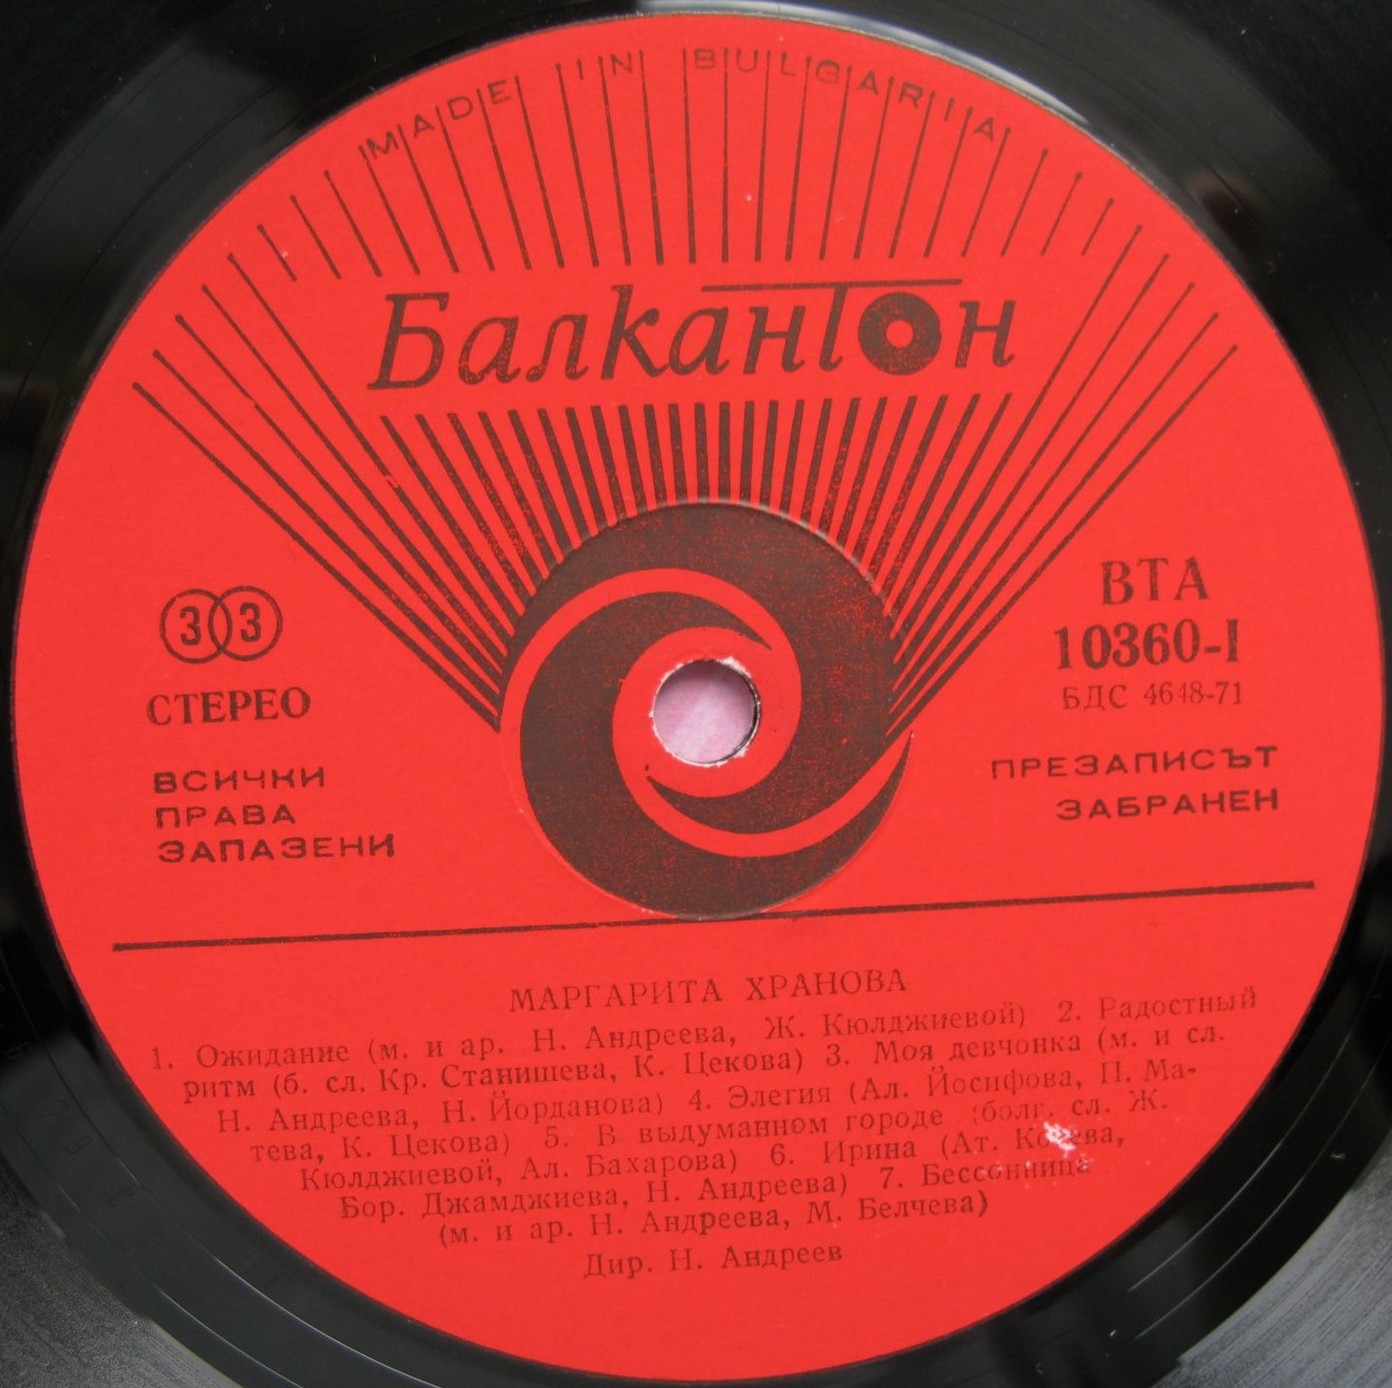 MADE IN BULGARIA
Балкантон
33
СТЕРЕО
ВСИЧКИ
ПРАВА
ЗАПАЗЕНИ
ВТА
10360-I
БДС 4648-71
ПРЕЗАПИСЪТ
ЗАБРАНЕН
МАРГАРИТА ХРАНОВА
1. Ожидание (м. и ар. Н. Андреева, Ж. Кюлджиевой) 2. Радостный
ритм (б. сл. Кр. Станишева, К. Цекова) 3. Моя девчонка (м. и сл.
Н. Андреева, Н. Йорданова) 4. Элегия (Ал. Йосифова, П. Ма-
тева, К. Цекова) 5. В выдуманном городе (болг. сл. Ж.
Кюлджиевой, Ал. Бахарова) 6. Ирина (Ат.
Бор. Джамджиева, Н. Андреева) 7. Бессонница
(м. и ар. Н. Андреева, М. Белчева)
Дир. Н. Андреев